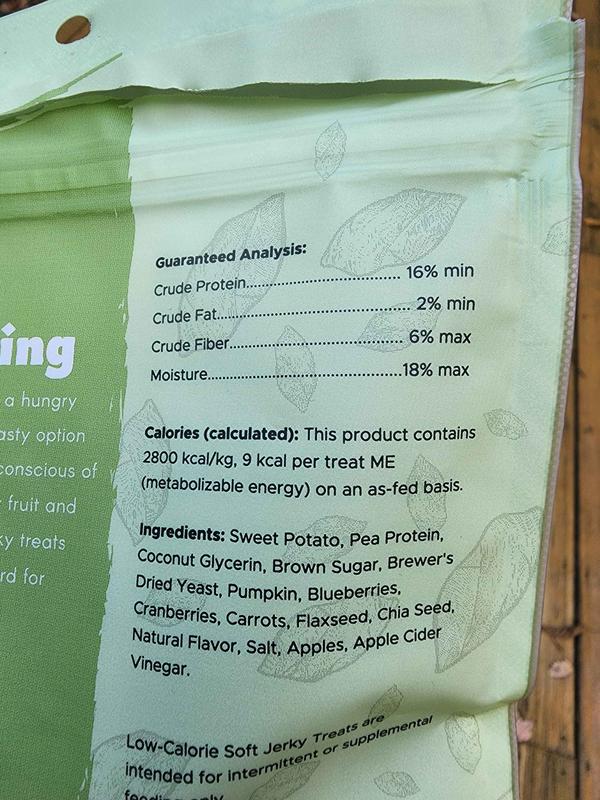 ing
a hungry
asty option
conscious of
fruit and
ky treats
rd for
Guaranteed Analysis:
Crude Protein........................................ 16% min
Crude Fat................................................... 2% min
Crude Fiber............................................ 6% max
Moisture..................................................18% max
Calories (calculated): This product contains
2800 kcal/kg, 9 kcal per treat ME
(metabolizable energy) on an as-fed basis.
Ingredients: Sweet Potato, Pea Protein,
Coconut Glycerin, Brown Sugar, Brewer's
Dried Yeast, Pumpkin, Blueberries,
Cranberries, Carrots, Flaxseed, Chia Seed,
Natural Flavor, Salt, Apples, Apple Cider
Vinegar.
Low-Calorie Soft Jerky Treats are
intended for intermittent or supplemental
feeding only.